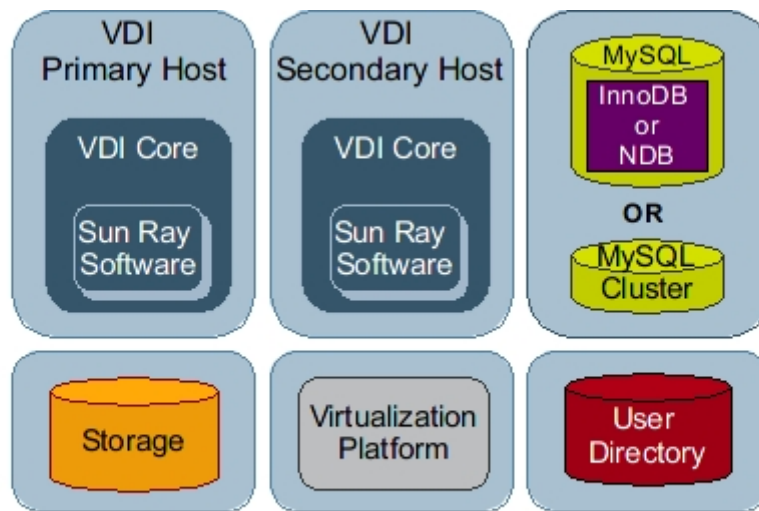 VDI
Primary Host
VDI Core
Sun Ray
Software
VDI
Secondary Host
VDI Core
Sun Ray
Software
MySQL
InnoDB
or
NDB
OR
MySQL
Cluster
Storage
Virtualization
Platform
User
Directory